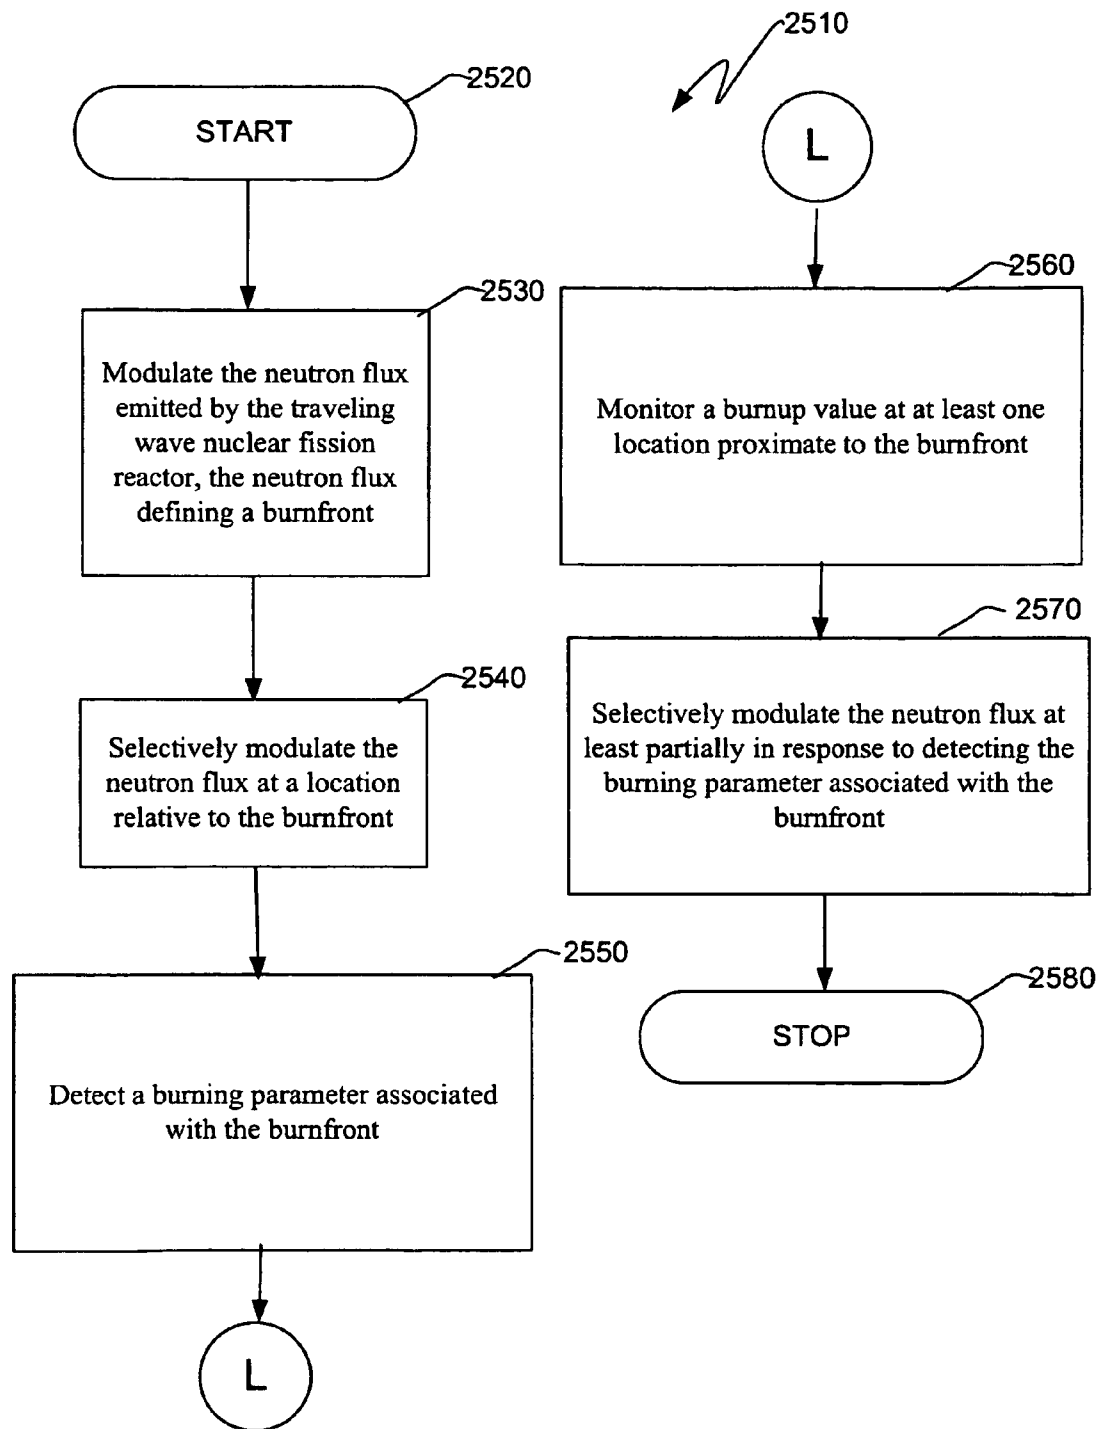 2520
START
2530
Modulate the neutron flux
emitted by the traveling
wave nuclear fission
reactor, the neutron flux
defining a burnfront
2540
Selectively modulate the
neutron flux at a location
relative to the burnfront
2550
Detect a burning parameter associated
with the burnfront
L
2510
L
2560
Monitor a burnup value at at least one
location proximate to the burnfront
2570
Selectively modulate the neutron flux at
least partially in response to detecting the
burning parameter associated with the
burnfront
2580
STOP